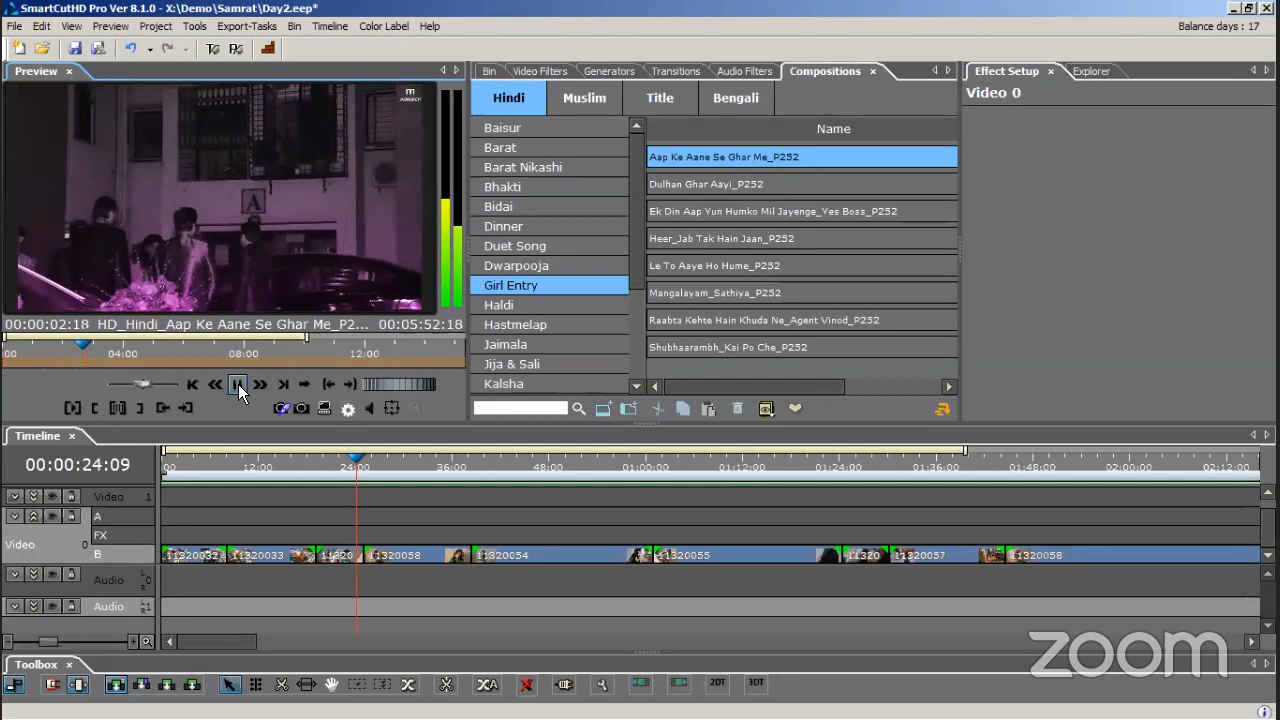 SmartCutHD Pro Ver 8.1.0 - X:\Demo\Samrat\Day2.eep*
File Edit View Preview Project Tools Export-Tasks Bin Timeline Color Label Help Balance days : 17
Preview
Bin Video Filters Generators Transitions Audio Filters Compositions
Effect Setup Explorer
Video 0
Hindi Muslim Title Bengali
m
A
Name
Baisur
Barat
Barat Nikashi
Bhakti
Bidai
Dinner
Duet Song
Dwarpooja
Girl Entry
Haldi
Hastmelap
Jaimala
Jija & Sali
Kalsha
Aap Ke Aane Se Ghar Me_P252
Dulhan Ghar Aayi_P252
Ek Din Aap Yun Humko Mil Jayenge_Yes Boss_P252
Heer_Jab Tak Hain Jaan_P252
Le To Aaye Ho Hume_P252
Mangalayam_Sathiya_P252
Raabta Kehte Hain Khuda Ne_Agent Vinod_P252
Shubhaarambh_Kai Po Che_P252
00:00:02:18 HD_Hindi_Aap Ke Aane Se Ghar Me_P2... 00:05:52:18
:00 04:00 08:00 12:00
Timeline
00:00:24:09
00 12:00 24:00 36:00 48:00 01:00:00 01:12:00 01:24:00 01:36:00 01:48:00 02:00:00 02:12:00
Video 1
A
FX
Video 0
B
11320032 11320033 11320 11320058 11320054 11320055 11320 11320057 11320058
Audio L 0 R
Audio L 1 R
zoom
Toolbox
XA 2DT 3DT